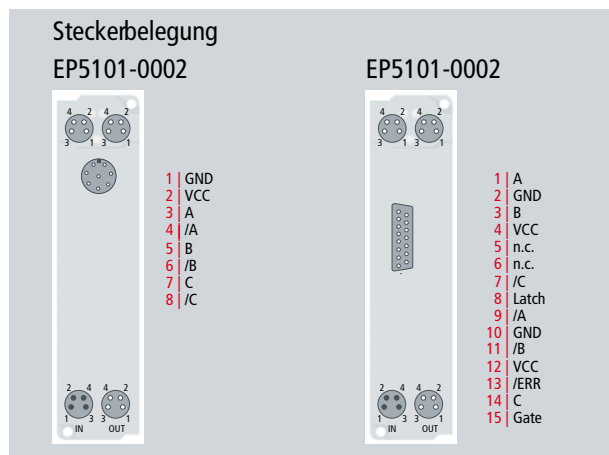 Steckerbelegung
EP5101-0002
EP5101-0002
4 2 4 2
3 1 3 1
1 | GND
2 | VCC
3 | A
4 | /A
5 | B
6 | /B
7 | C
8 | /C
2 4 4 2
1 3 3 1
IN OUT
4 2 4 2
3 1 3 1
1 | A
2 | GND
3 | B
4 | VCC
5 | n.c.
6 | n.c.
7 | /C
8 | Latch
9 | /A
10 | GND
11 | /B
12 | VCC
13 | /ERR
14 | C
15 | Gate
2 4 4 2
1 3 3 1
IN OUT